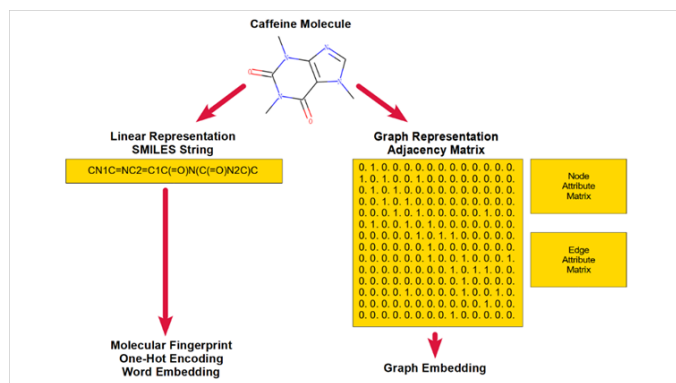 Caffeine Molecule
N
N
O
N
N
O
Linear Representation
SMILES String
CN1C=NC2=C1C(=O)N(C(=O)N2C)C
Graph Representation
Adjacency Matrix
0. 1. 0. 0. 0. 0. 0. 0. 0. 0. 0. 0. 0. 0.
1. 0. 1. 0. 0. 1. 0. 0. 0. 0. 0. 0. 0. 0.
0. 1. 0. 1. 0. 0. 0. 0. 0. 0. 0. 0. 0. 0.
0. 0. 1. 0. 1. 0. 0. 0. 0. 0. 0. 0. 0. 0.
0. 0. 0. 1. 0. 1. 0. 0. 0. 0. 0. 1. 0. 0.
0. 1. 0. 0. 1. 0. 1. 0. 0. 0. 0. 0. 0. 0.
0. 0. 0. 0. 0. 1. 0. 1. 1. 0. 0. 0. 0. 0.
0. 0. 0. 0. 0. 0. 1. 0. 0. 0. 0. 0. 0. 0.
0. 0. 0. 0. 0. 0. 1. 0. 0. 1. 0. 0. 0. 1.
0. 0. 0. 0. 0. 0. 0. 0. 1. 0. 1. 1. 0. 0.
0. 0. 0. 0. 0. 0. 0. 0. 0. 1. 0. 0. 0. 0.
0. 0. 0. 0. 1. 0. 0. 0. 0. 1. 0. 0. 1. 0.
0. 0. 0. 0. 0. 0. 0. 0. 0. 0. 0. 1. 0. 0.
0. 0. 0. 0. 0. 0. 0. 0. 1. 0. 0. 0. 0. 0.
Node
Attribute
Matrix
Edge
Attribute
Matrix
Molecular Fingerprint
One-Hot Encoding
Word Embedding
Graph Embedding